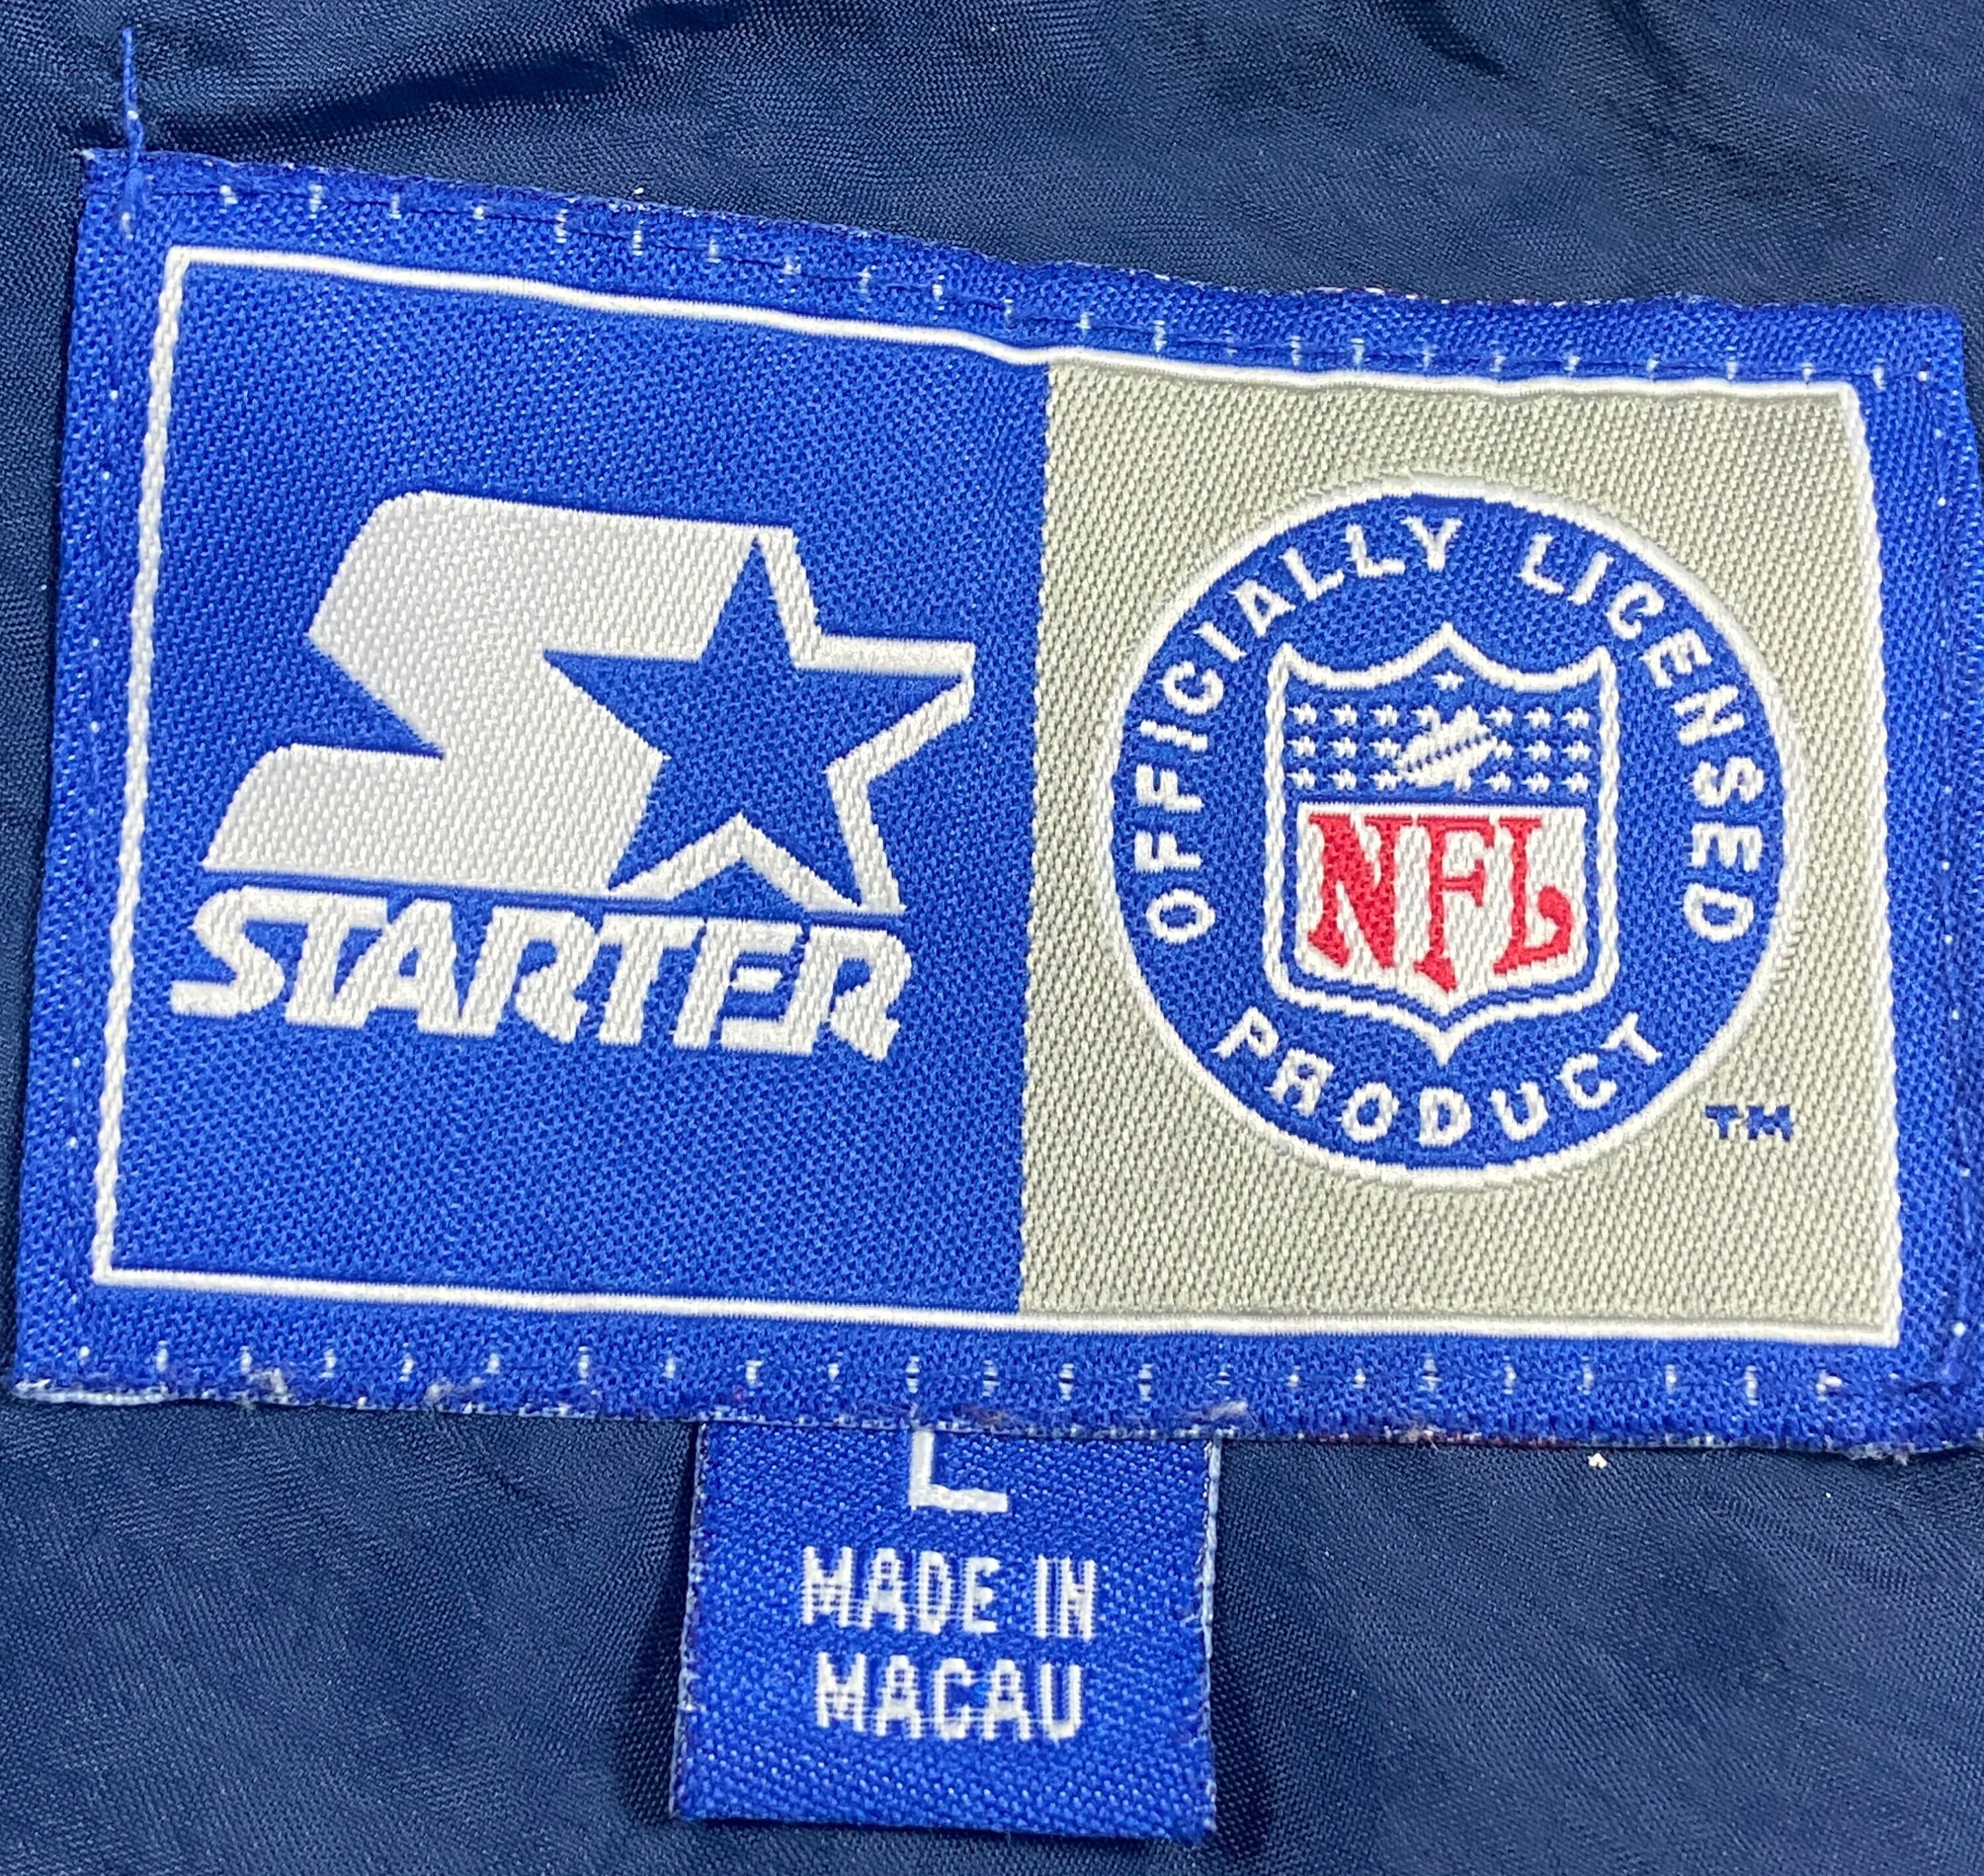 STARTER
OFFICIALLY LICENSED
NFL
PRODUCT
TM
L
MADE IN
MACAU